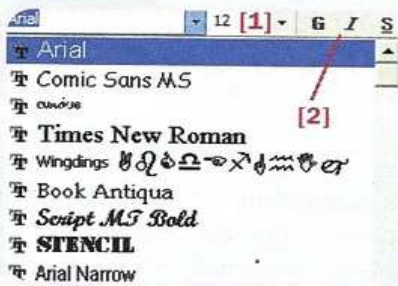 Arial 12 [1] G I S
Arial
Comic Sans MS
cursive
[2]
Times New Roman
Wingdings
Book Antiqua
Script MT Bold
STENCIL
Arial Narrow